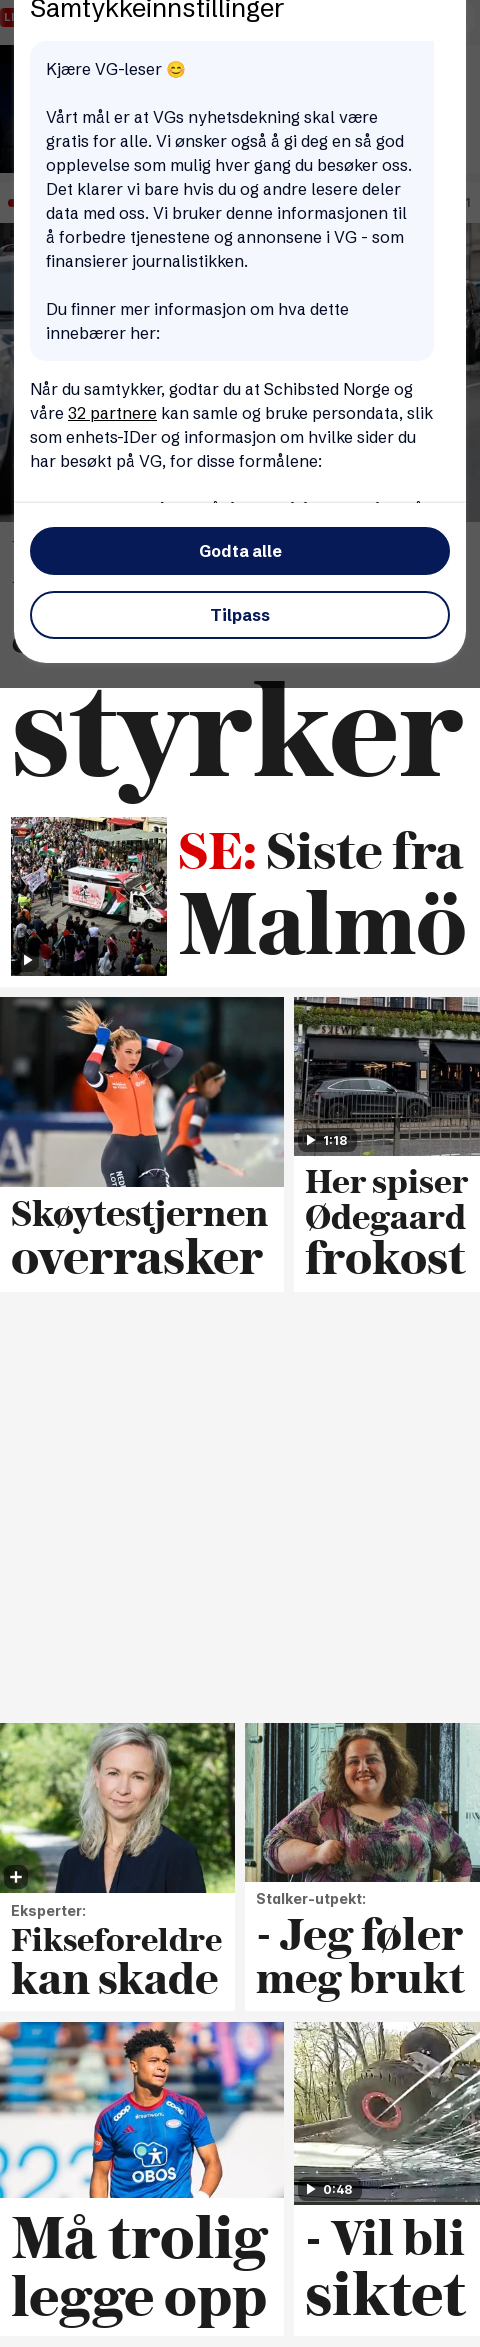 Samtykkeinnstillinger
Kjære VG-leser 😊
Vårt mål er at VGs nyhetsdekning skal være
gratis for alle. Vi ønsker også å gi deg en så god
opplevelse som mulig hver gang du besøker oss.
Det klarer vi bare hvis du og andre lesere deler
data med oss. Vi bruker denne informasjonen til
å forbedre tjenestene og annonsene i VG - som
finansierer journalistikken.
Du finner mer informasjon om hva dette
innebærer her:
Når du samtykker, godtar du at Schibsted Norge og
våre 32 partnere kan samle og bruke persondata, slik
som enhets-IDer og informasjon om hvilke sider du
har besøkt på VG, for disse formålene:
Godta alle
Tilpass
styrker
SE: Siste fra
Malmö
Skøytestjernen
overrasker
1:18
Her spiser
Ødegaard
frokost
Eksperter:
Fikseforeldre
kan skade
Stalker-utpekt:
- Jeg føler
meg brukt
coop
coop
OBOS
Må trolig
legge opp
0:48
- Vil bli
siktet